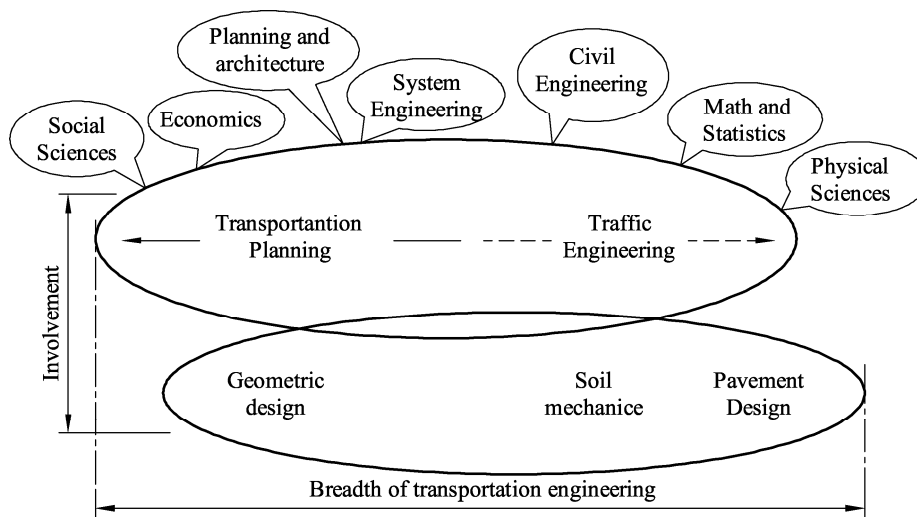 Planning and
architecture
System
Engineering
Civil
Engineering
Economics
Math and
Statistics
Social
Sciences
Physical
Sciences
Transportantion
Planning
Traffic
Engineering
Involvement
Geometric
design
Soil
mechanice
Pavement
Design
Breadth of transportation engineering